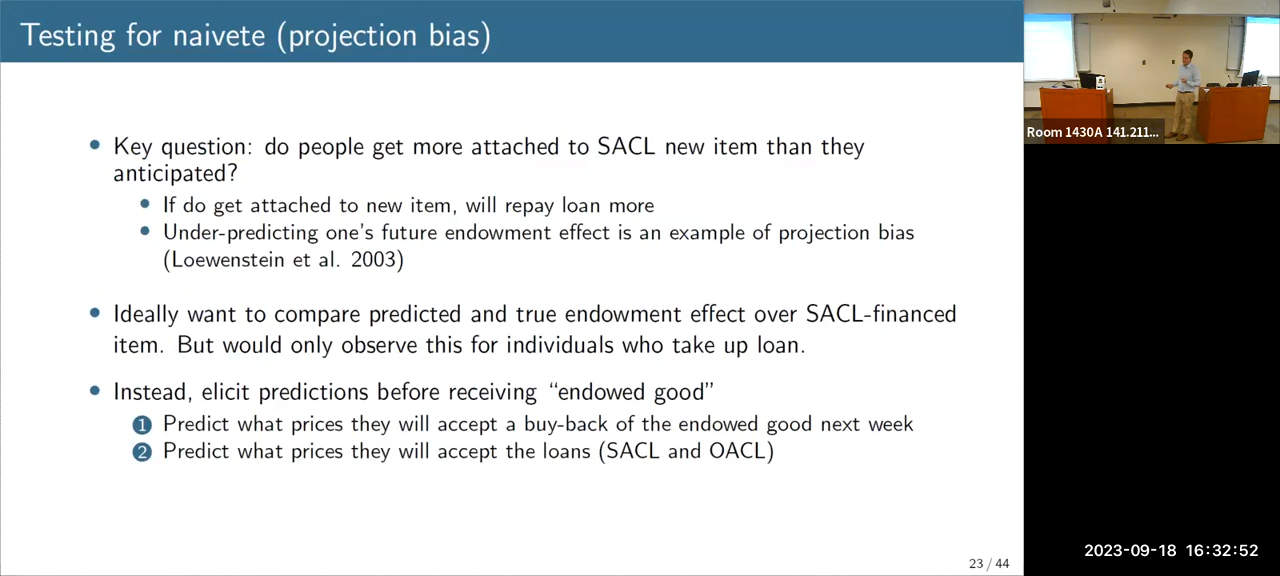 Testing for naivete (projection bias)
Key question: do people get more attached to SACL new item than they
anticipated?
If do get attached to new item, will repay loan more
Under-predicting one's future endowment effect is an example of projection bias
(Loewenstein et al. 2003)
Ideally want to compare predicted and true endowment effect over SACL-financed
item. But would only observe this for individuals who take up loan.
Instead, elicit predictions before receiving “endowed good”
1 Predict what prices they will accept a buy-back of the endowed good next week
2 Predict what prices they will accept the loans (SACL and OACL)
23 / 44
Room 1430A 141.211...
2023-09-18 16:32:52